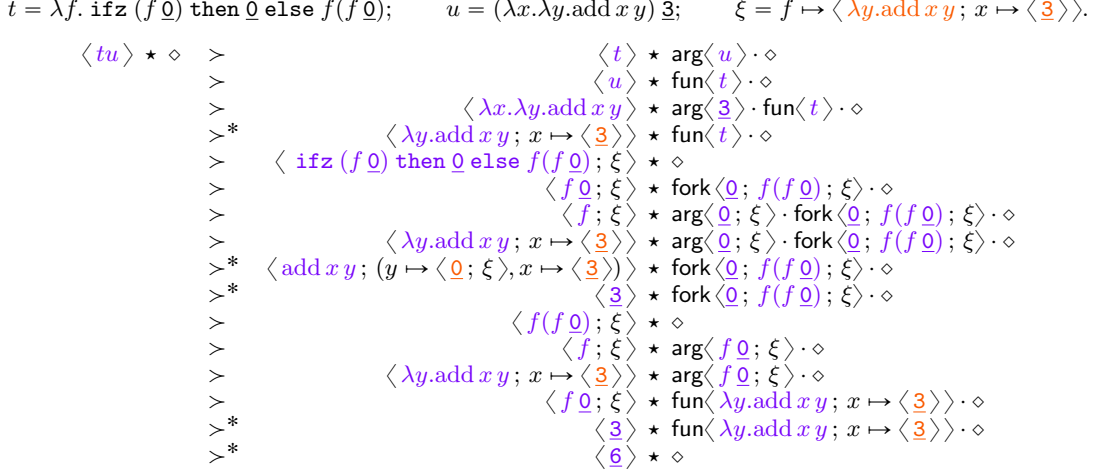 t = λf. ifz (f 0) then 0 else f(f 0); u = (λx.λy.add x y) 3; ξ = f ↦ ⟨ λy.add x y ; x ↦ ⟨ 3 ⟩ ⟩.
⟨ tu ⟩ ⋆ ⋄ ≻ ⟨ t ⟩ ⋆ arg⟨ u ⟩ · ⋄
≻ ⟨ u ⟩ ⋆ fun⟨ t ⟩ · ⋄
≻ ⟨ λx.λy.add x y ⟩ ⋆ arg⟨ 3 ⟩ · fun⟨ t ⟩ · ⋄
≻* ⟨ λy.add x y ; x ↦ ⟨ 3 ⟩ ⟩ ⋆ fun⟨ t ⟩ · ⋄
≻ ⟨ ifz (f 0) then 0 else f(f 0) ; ξ ⟩ ⋆ ⋄
≻ ⟨ f 0 ; ξ ⟩ ⋆ fork⟨ 0 ; f(f 0) ; ξ ⟩ · ⋄
≻ ⟨ f ; ξ ⟩ ⋆ arg⟨ 0 ; ξ ⟩ · fork⟨ 0 ; f(f 0) ; ξ ⟩ · ⋄
≻ ⟨ λy.add x y ; x ↦ ⟨ 3 ⟩ ⟩ ⋆ arg⟨ 0 ; ξ ⟩ · fork⟨ 0 ; f(f 0) ; ξ ⟩ · ⋄
≻* ⟨ add x y ; (y ↦ ⟨ 0 ; ξ ⟩, x ↦ ⟨ 3 ⟩) ⟩ ⋆ fork⟨ 0 ; f(f 0) ; ξ ⟩ · ⋄
≻* ⟨ 3 ⟩ ⋆ fork⟨ 0 ; f(f 0) ; ξ ⟩ · ⋄
≻ ⟨ f(f 0) ; ξ ⟩ ⋆ ⋄
≻ ⟨ f ; ξ ⟩ ⋆ arg⟨ f 0 ; ξ ⟩ · ⋄
≻ ⟨ λy.add x y ; x ↦ ⟨ 3 ⟩ ⟩ ⋆ arg⟨ f 0 ; ξ ⟩ · ⋄
≻ ⟨ f 0 ; ξ ⟩ ⋆ fun⟨ λy.add x y ; x ↦ ⟨ 3 ⟩ ⟩ · ⋄
≻* ⟨ 3 ⟩ ⋆ fun⟨ λy.add x y ; x ↦ ⟨ 3 ⟩ ⟩ · ⋄
≻* ⟨ 6 ⟩ ⋆ ⋄